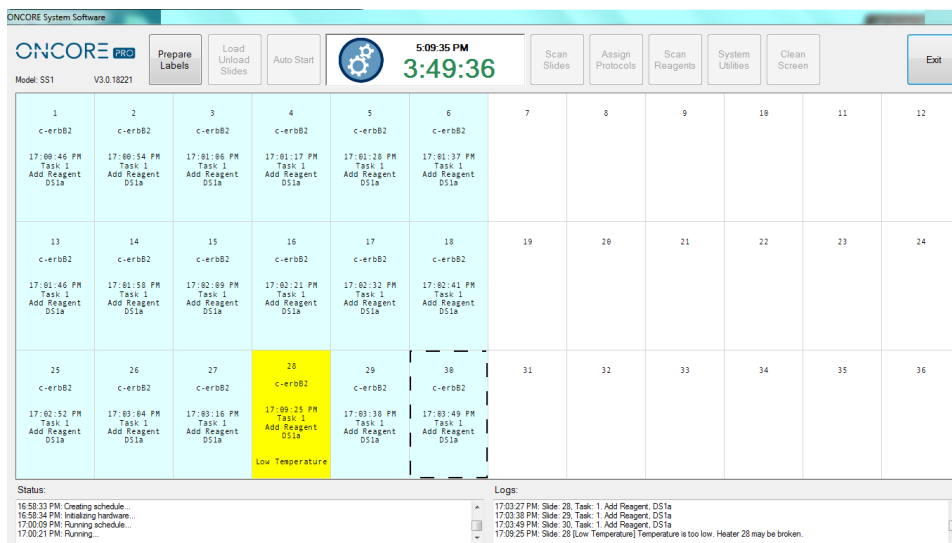 ONCORE System Software
ONCORE PRO
Model: SS1 V3.0.18221
Prepare Labels
Load Unload Slides
Auto Start
5:09:35 PM
3:49:36
Scan Slides
Assign Protocols
Scan Reagents
System Utilities
Clean Screen
Exit
1 2 3 4 5 6 7 8 9 10 11 12
c-erbB2 c-erbB2 c-erbB2 c-erbB2 c-erbB2 c-erbB2
17:00:46 PM 17:00:54 PM 17:01:06 PM 17:01:17 PM 17:01:28 PM 17:01:37 PM
Task 1 Task 1 Task 1 Task 1 Task 1 Task 1
Add Reagent Add Reagent Add Reagent Add Reagent Add Reagent Add Reagent
DS1a DS1a DS1a DS1a DS1a DS1a
13 14 15 16 17 18 19 20 21 22 23 24
c-erbB2 c-erbB2 c-erbB2 c-erbB2 c-erbB2 c-erbB2
17:01:46 PM 17:01:58 PM 17:02:09 PM 17:02:21 PM 17:02:32 PM 17:02:41 PM
Task 1 Task 1 Task 1 Task 1 Task 1 Task 1
Add Reagent Add Reagent Add Reagent Add Reagent Add Reagent Add Reagent
DS1a DS1a DS1a DS1a DS1a DS1a
25 26 27 28 29 30 31 32 33 34 35 36
c-erbB2 c-erbB2 c-erbB2 c-erbB2 c-erbB2 c-erbB2
17:02:52 PM 17:03:04 PM 17:03:16 PM 17:09:25 PM 17:03:38 PM 17:03:49 PM
Task 1 Task 1 Task 1 Task 1 Task 1 Task 1
Add Reagent Add Reagent Add Reagent Add Reagent Add Reagent Add Reagent
DS1a DS1a DS1a DS1a DS1a DS1a
Low Temperature
Status:
16:58:33 PM: Creating schedule...
16:58:34 PM: Initializing hardware...
17:00:09 PM: Running schedule...
17:00:21 PM: Running...
Logs:
17:03:27 PM: Slide: 28, Task: 1. Add Reagent, DS1a
17:03:38 PM: Slide: 29, Task: 1. Add Reagent, DS1a
17:03:49 PM: Slide: 30, Task: 1. Add Reagent, DS1a
17:09:25 PM: Slide: 28 [Low Temperature] Temperature is too low. Heater 28 may be broken.